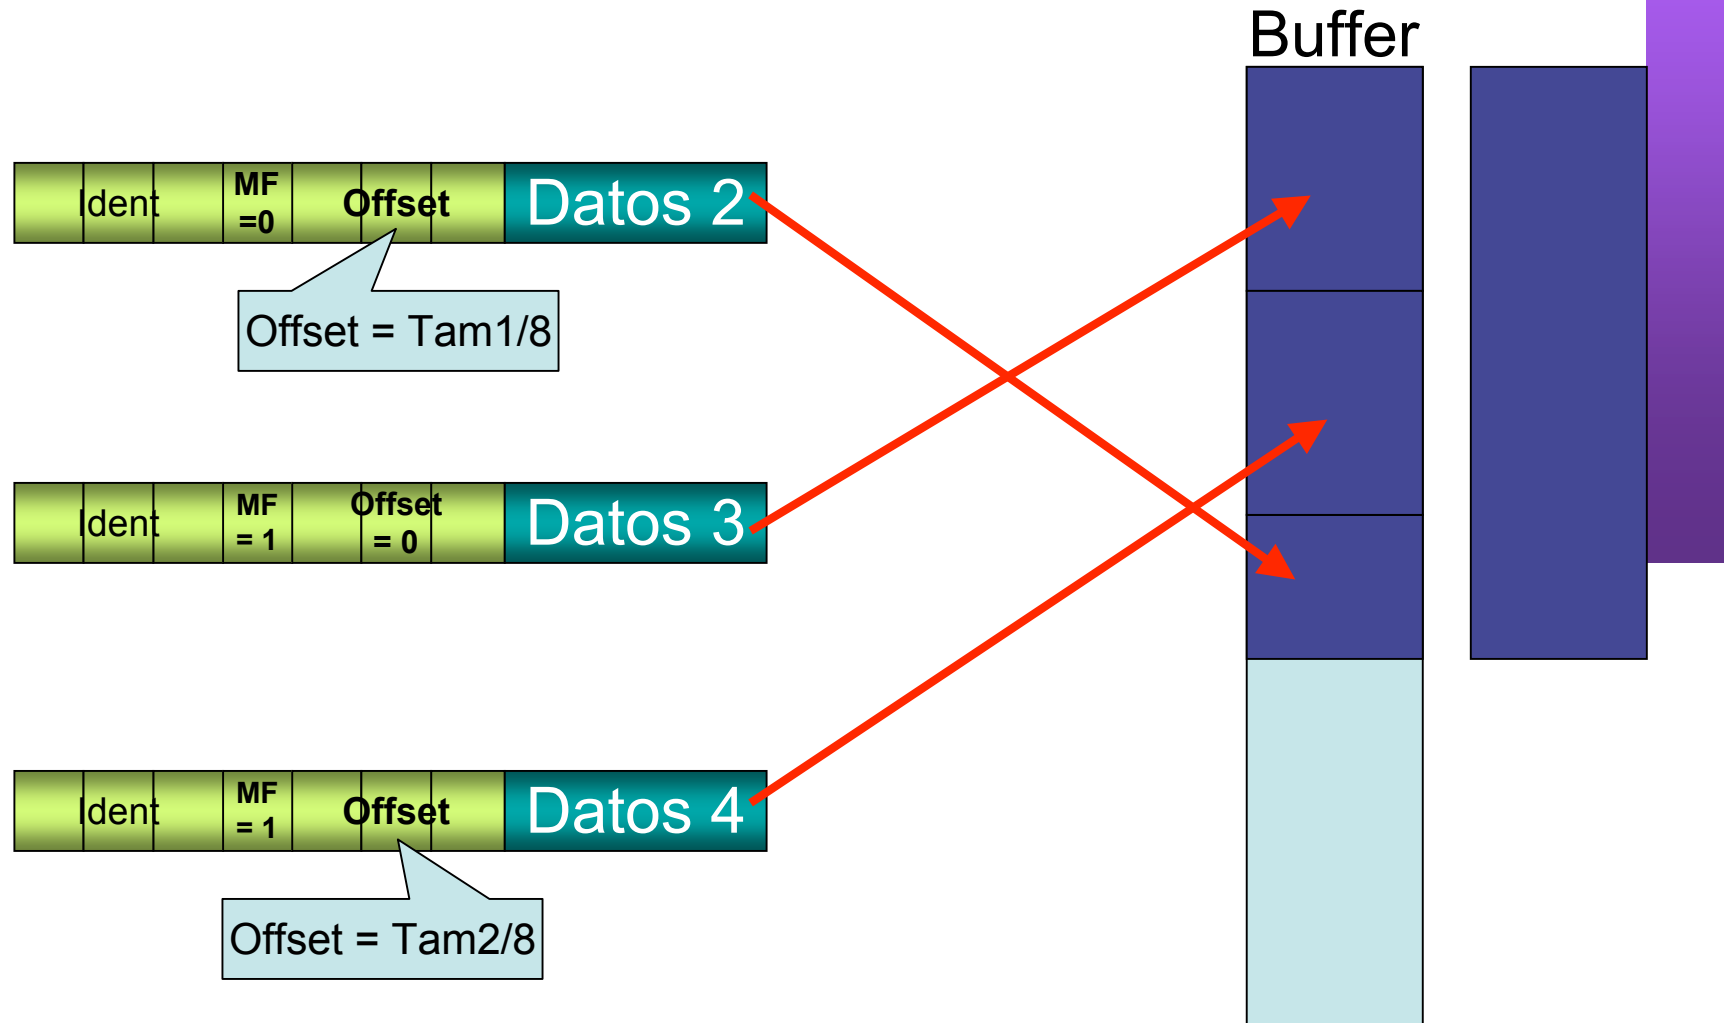 Buffer
Ident
MF
=0
Offset
Datos 2
Offset = Tam1/8
Ident
MF
= 1
Offset
= 0
Datos 3
Ident
MF
= 1
Offset
Datos 4
Offset = Tam2/8